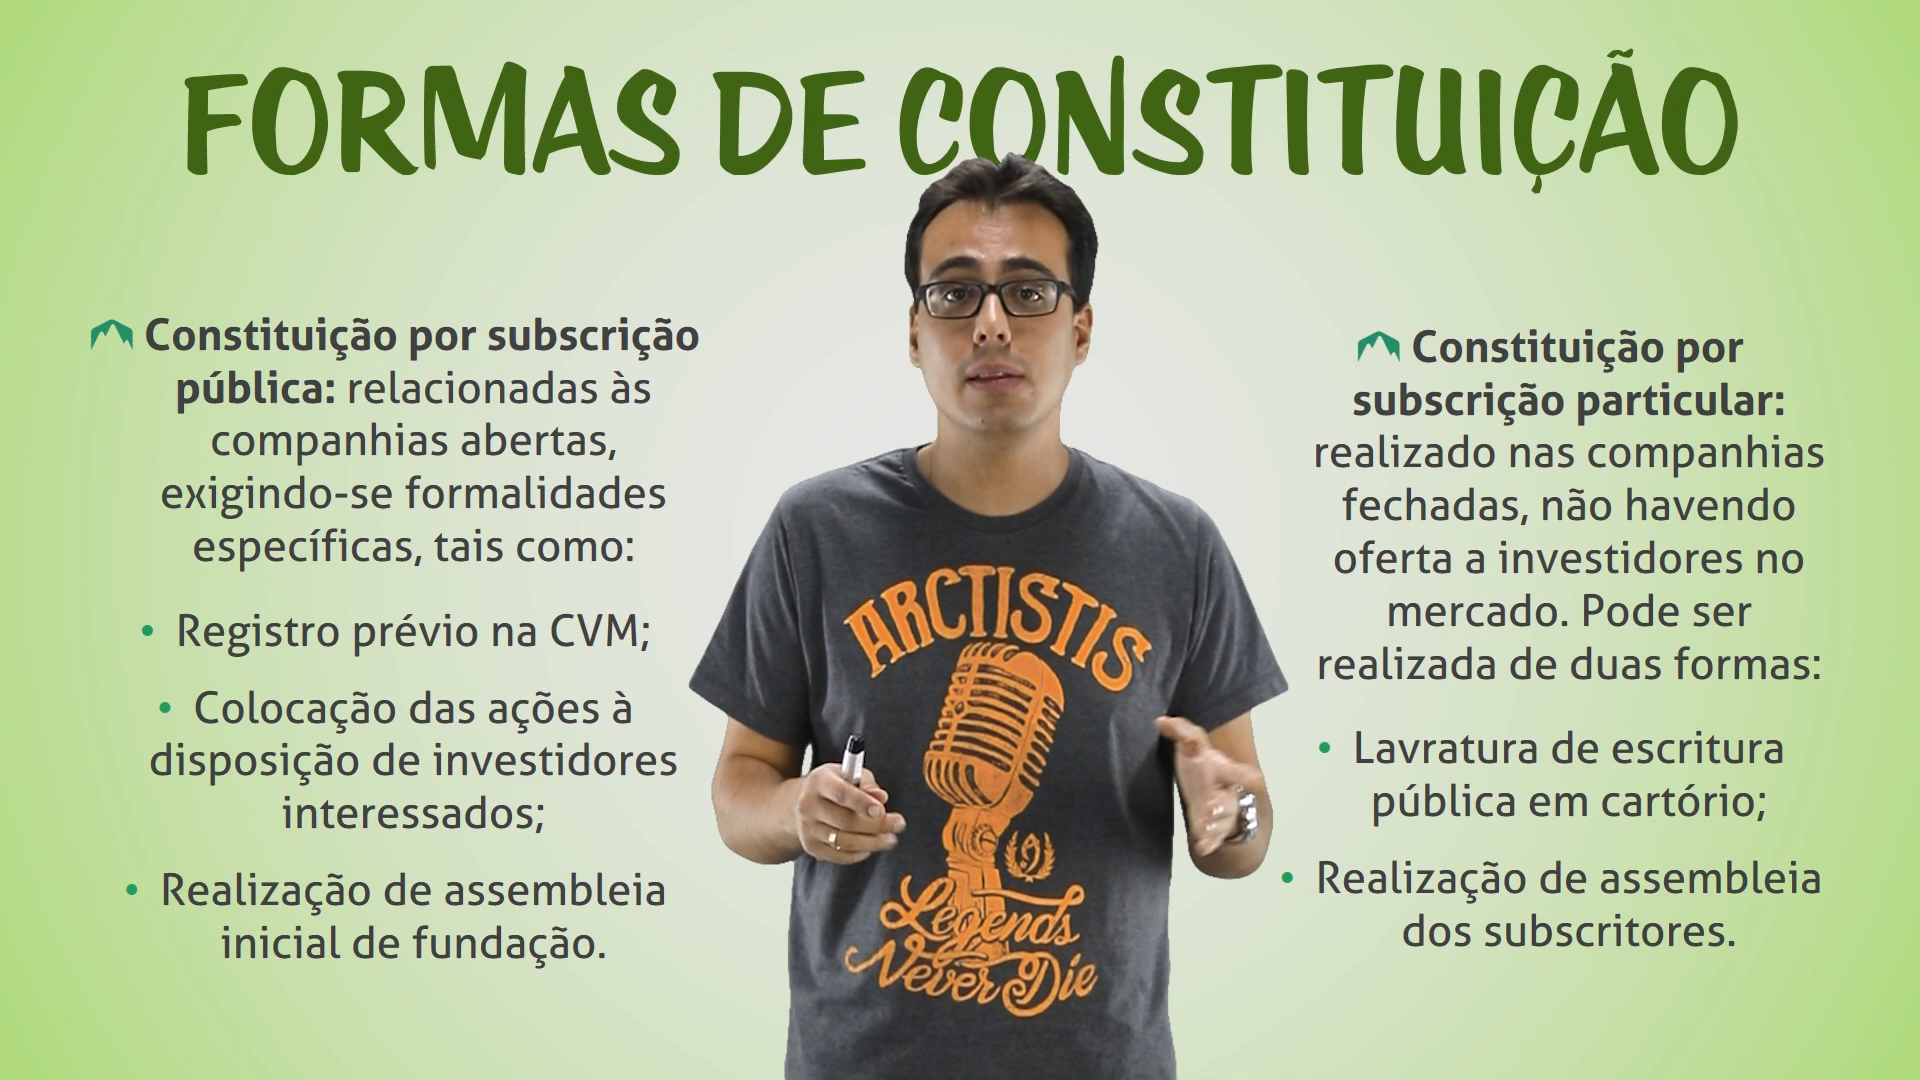 FORMAS DE CONSTITUIÇÃO
Constituição por subscrição
pública: relacionadas às
companhias abertas,
exigindo-se formalidades
específicas, tais como:
• Registro prévio na CVM;
• Colocação das ações à
disposição de investidores
interessados;
• Realização de assembleia
inicial de fundação.
Constituição por
subscrição particular:
realizado nas companhias
fechadas, não havendo
oferta a investidores no
mercado. Pode ser
realizada de duas formas:
• Lavratura de escritura
pública em cartório;
• Realização de assembleia
dos subscritores.
ARCTISTIS
Legends
Never Die